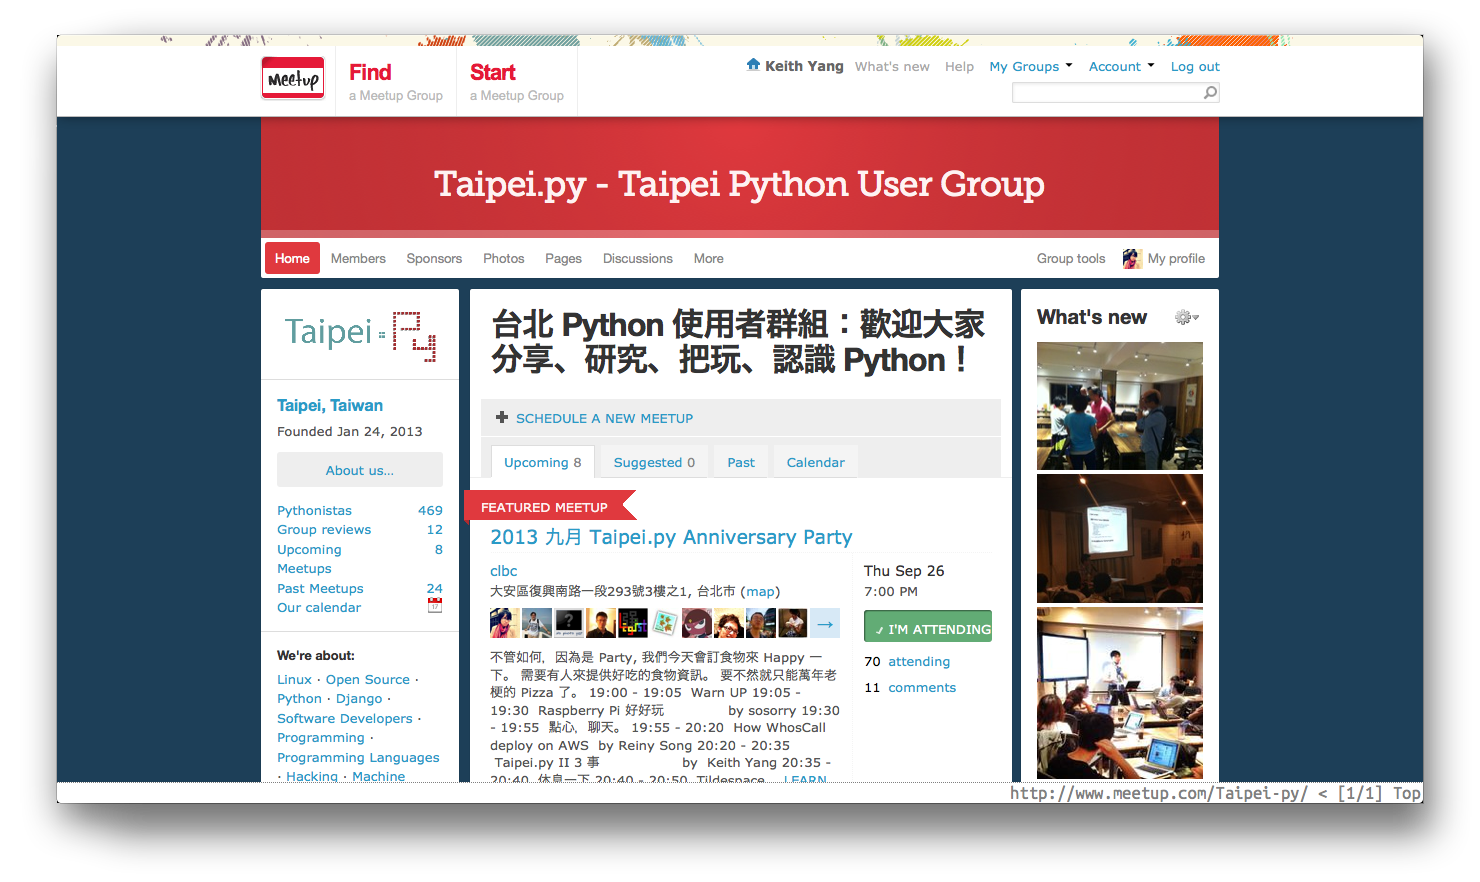 Meetup
Find
a Meetup Group
Start
a Meetup Group
Keith Yang What's new Help My Groups Account Log out
Taipei.py - Taipei Python User Group
Home Members Sponsors Photos Pages Discussions More Group tools My profile
Taipei.Py
Taipei, Taiwan
Founded Jan 24, 2013
About us...
Pythonistas 469
Group reviews 12
Upcoming 8
Meetups
Past Meetups 24
Our calendar
We're about:
Linux · Open Source ·
Python · Django ·
Software Developers ·
Programming ·
Programming Languages
· Hacking · Machine
台北 Python 使用者群組：歡迎大家
分享、研究、把玩、認識 Python！
SCHEDULE A NEW MEETUP
Upcoming 8 Suggested 0 Past Calendar
FEATURED MEETUP
2013 九月 Taipei.py Anniversary Party
clbc
大安區復興南路一段293號3樓之1, 台北市 (map)
不管如何，因為是 Party, 我們今天會訂食物來 Happy 一
下。 需要有人來提供好吃的食物資訊。 要不然就只能萬年老
梗的 Pizza 了。 19:00 - 19:05 Warn UP 19:05 -
19:30 Raspberry Pi 好好玩 by sosorry 19:30
- 19:55 點心，聊天。 19:55 - 20:20 How WhosCall
deploy on AWS by Reiny Song 20:20 - 20:35
Taipei.py II 3 事 by Keith Yang 20:35 -
20:40 休息一下 20:40 - 20:50 Tildespace... LEARN
Thu Sep 26
7:00 PM
✓ I'M ATTENDING
70 attending
11 comments
What's new
http://www.meetup.com/Taipei-py/ < [1/1] Top